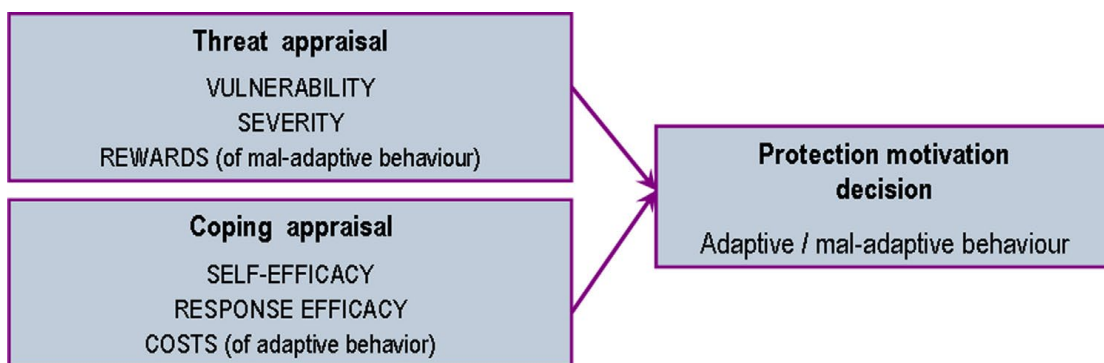 Threat appraisal
VULNERABILITY
SEVERITY
REWARDS (of mal-adaptive behaviour)
Coping appraisal
SELF-EFFICACY
RESPONSE EFFICACY
COSTS (of adaptive behavior)
Protection motivation
decision
Adaptive / mal-adaptive behaviour